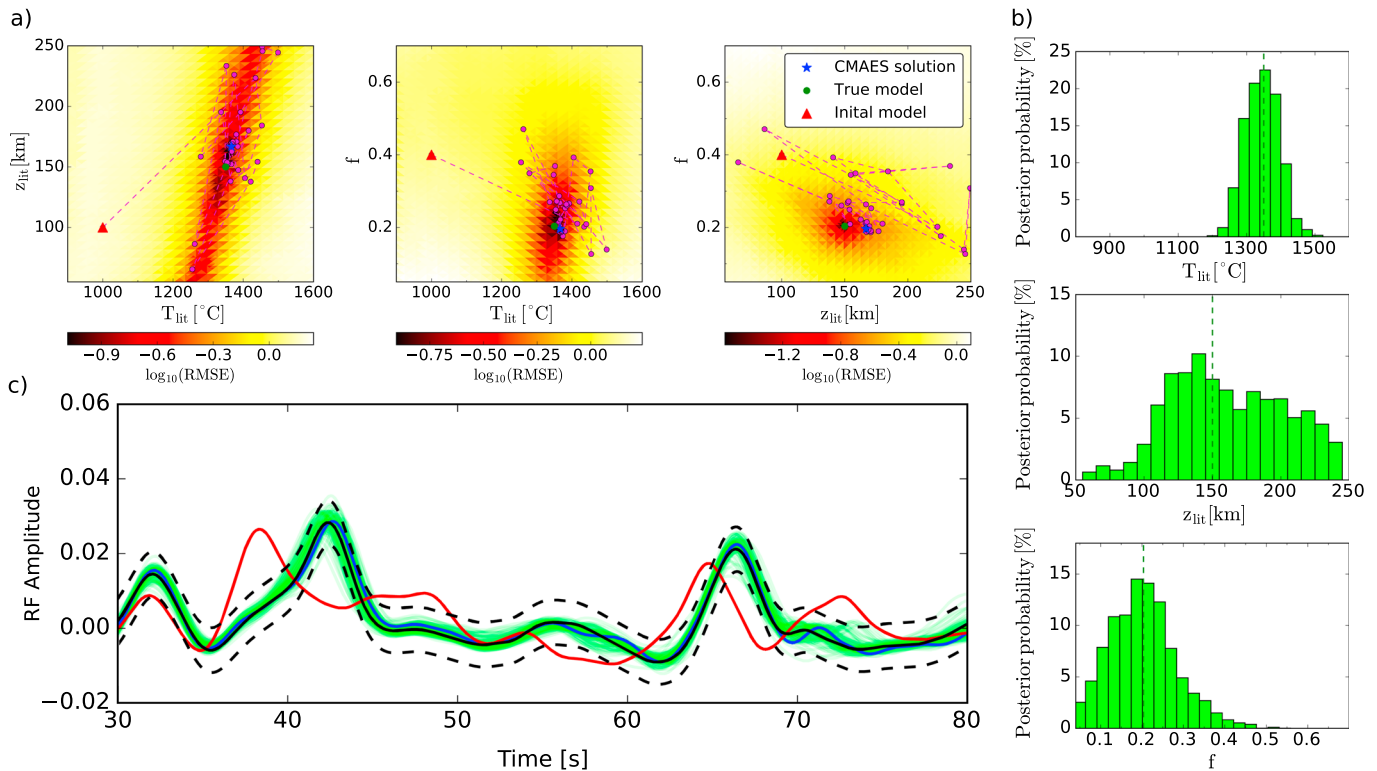 a)
250
200
150
100
z_lit [km]
1000 1200 1400 1600
T_lit [°C]
−0.9 −0.6 −0.3 0.0
log_10(RMSE)
0.6
0.4
0.2
f
1000 1200 1400 1600
T_lit [°C]
−0.75 −0.50 −0.25 0.00
log_10(RMSE)
CMAES solution
True model
Inital model
0.6
0.4
0.2
f
100 150 200 250
z_lit [km]
−1.2 −0.8 −0.4 0.0
log_10(RMSE)
b)
25
20
15
10
5
0
Posterior probability [%]
900 1100 1300 1500
T_lit [°C]
15
10
5
0
Posterior probability [%]
50 100 150 200 250
z_lit [km]
15
10
5
0
Posterior probability [%]
0.1 0.2 0.3 0.4 0.5 0.6
f
c)
0.06
0.04
0.02
0.00
−0.02
RF Amplitude
30 40 50 60 70 80
Time [s]